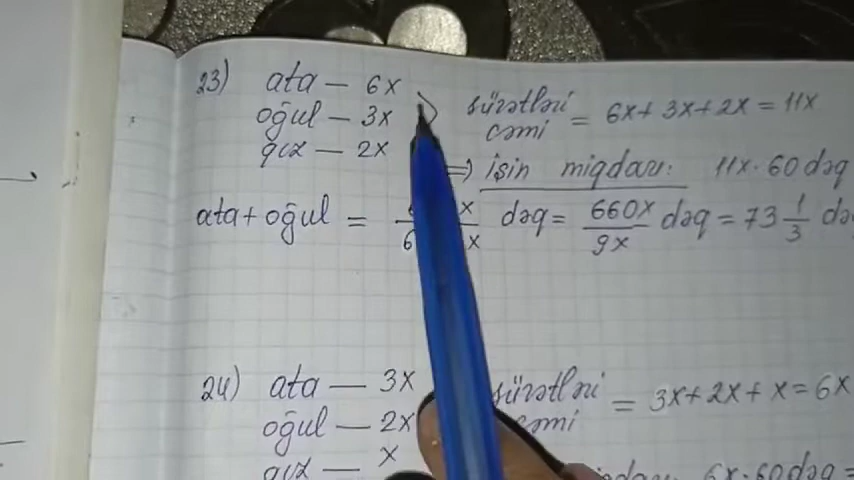 23) ata — 6x
oğul — 3x
qız — 2x
sürətləri cəmi = 6x + 3x + 2x = 11x
=> işin miqdarı: 11x · 60 dəq
ata + oğul = dəq = 660x/9x dəq = 73 1/3
24) ata — 3x
oğul — 2x
qız — x
sürətləri cəmi = 3x + 2x + x = 6x
6x · 60 dəq =